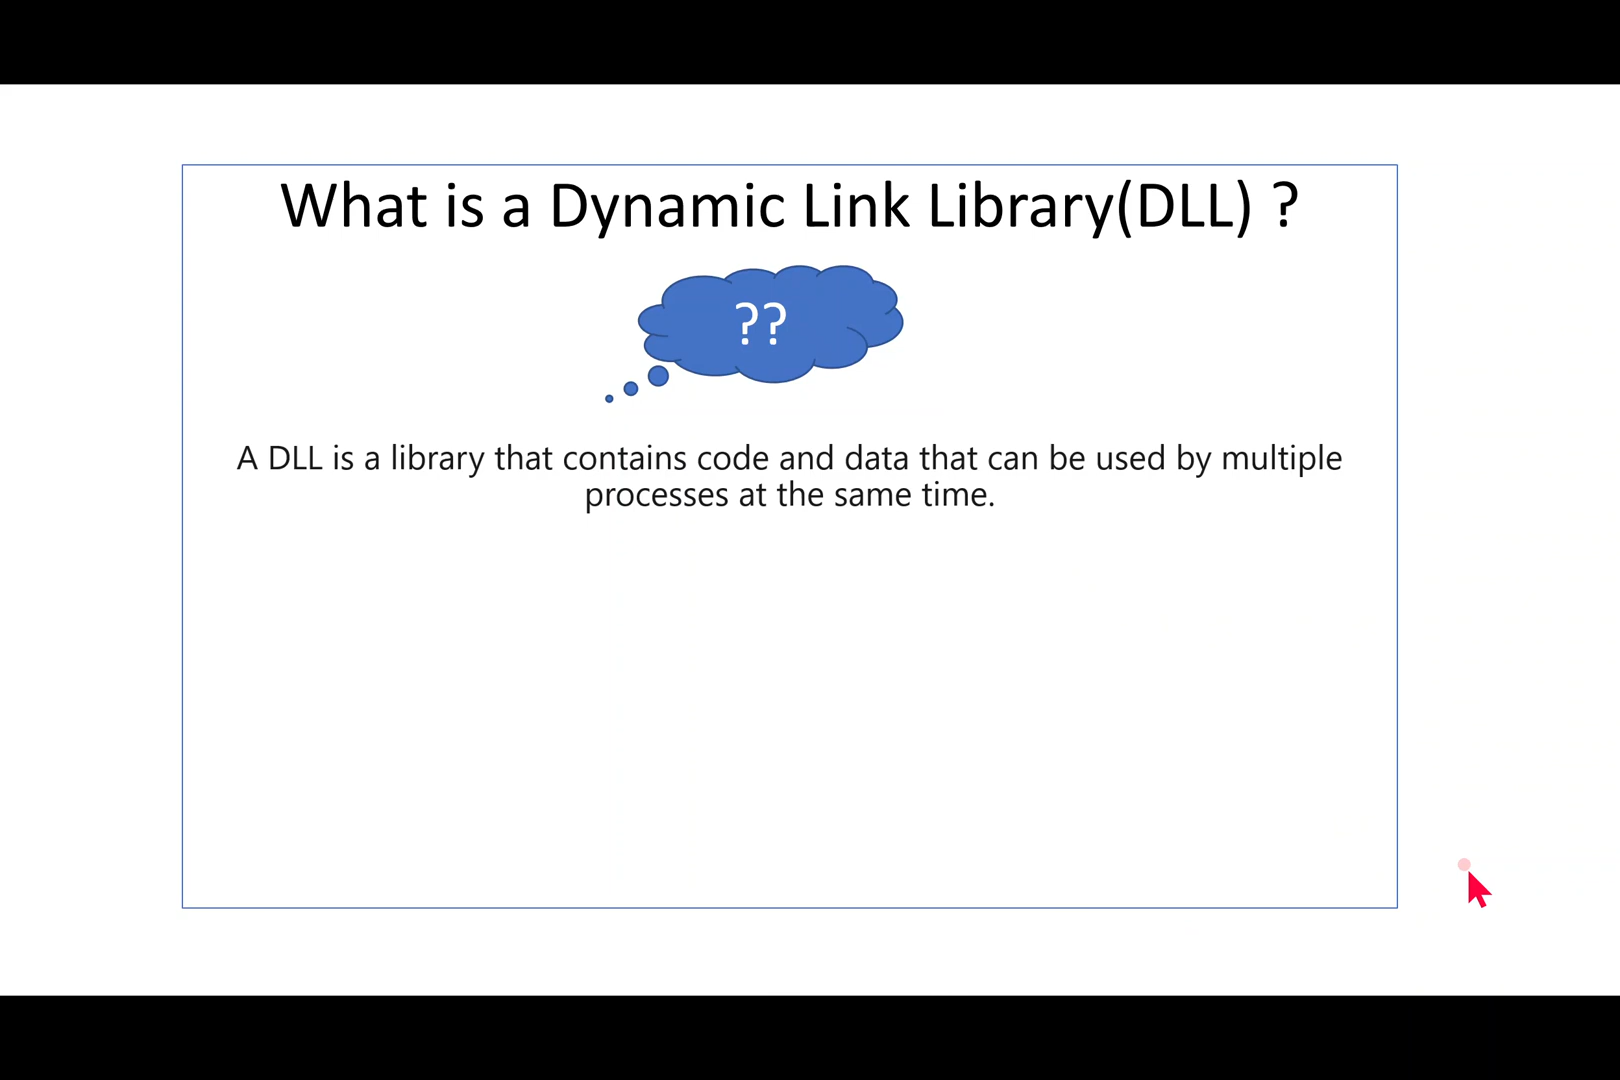 What is a Dynamic Link Library(DLL) ?
??
A DLL is a library that contains code and data that can be used by multiple
processes at the same time.